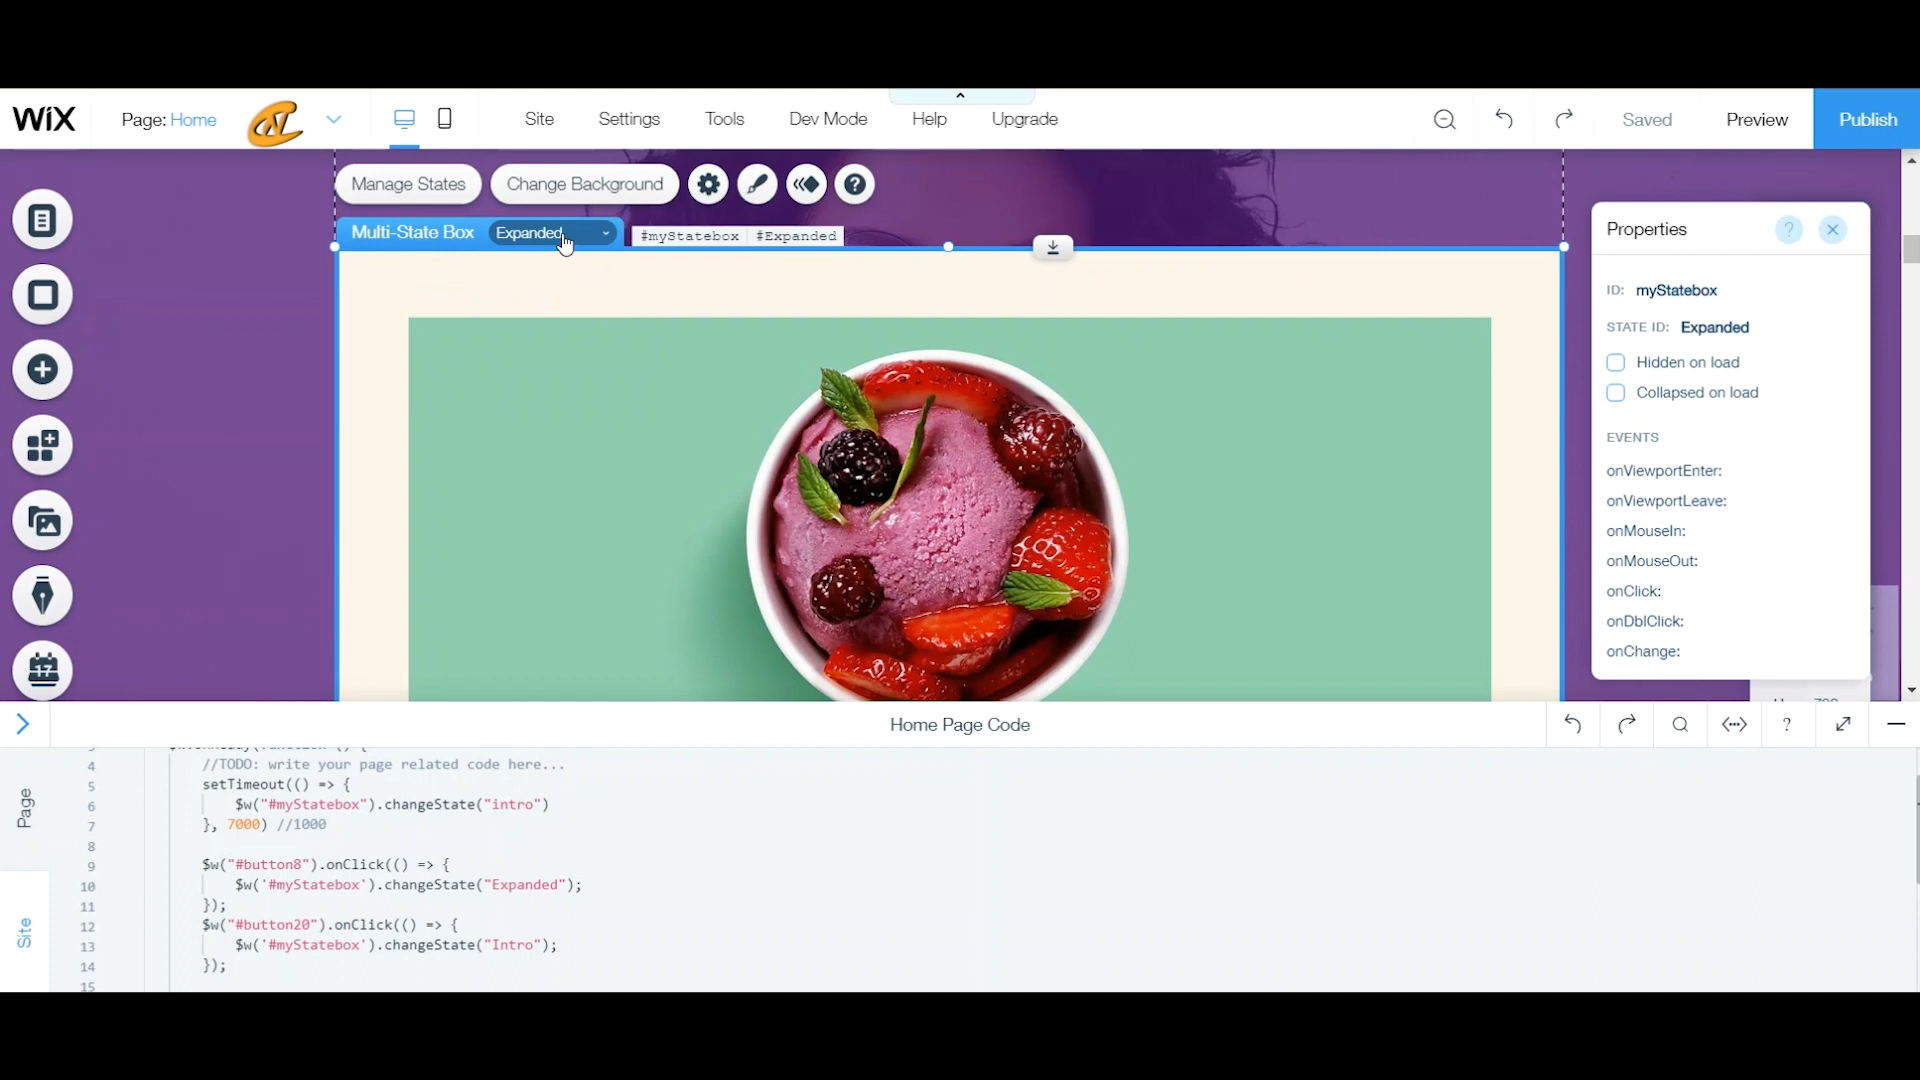 WIX
Page: Home
Site
Settings
Tools
Dev Mode
Help
Upgrade
Saved
Preview
Publish
Manage States
Change Background
?
Multi-State Box
Expanded
#myStatebox
#Expanded
17
Properties
?
ID: myStatebox
STATE ID: Expanded
Hidden on load
Collapsed on load
EVENTS
onViewportEnter:
onViewportLeave:
onMouseIn:
onMouseOut:
onClick:
onDblClick:
onChange:
Home Page Code
?
Page
Site
4 //TODO: write your page related code here...
5 setTimeout(() => {
6 $w("#myStatebox").changeState("intro")
7 }, 7000) //1000
8
9 $w("#button8").onClick(() => {
10 $w('#myStatebox').changeState("Expanded");
11 });
12 $w("#button20").onClick(() => {
13 $w('#myStatebox').changeState("Intro");
14 });
15